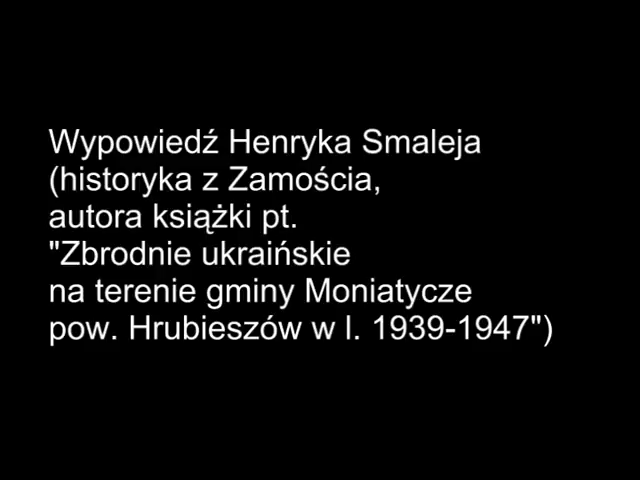 Wypowiedź Henryka Smaleja
(historyka z Zamościa,
autora książki pt.
"Zbrodnie ukraińskie
na terenie gminy Moniatycze
pow. Hrubieszów w l. 1939-1947")